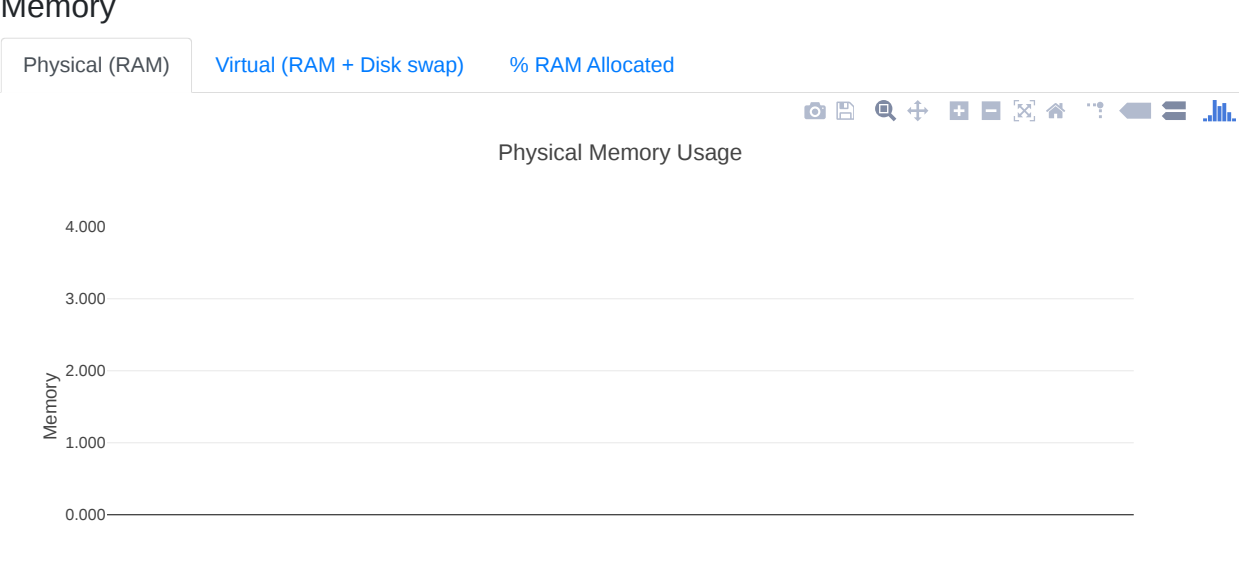 Memory
Physical (RAM) Virtual (RAM + Disk swap) % RAM Allocated
Physical Memory Usage
4.000
3.000
2.000
1.000
0.000
Memory